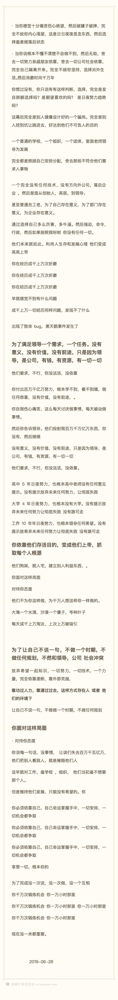 当你感觉十分痛苦伤心绝望，然后破罐子破摔，完
全不故你内心渴望，这是日日夜夜思念东西，然后选
择最差做落后状态
当你说根本不懂不清楚不会做不到，然后无助，舍
去一切努力亲戚朋友依靠，舍去一切公司社会依靠，
完全自己隔离开来。完全不顾你坚持，选择另外生
活。然后消磨时间千万年
你想过没有，你只说有有这样判断，选择，完全是发
自肺腑选择吗？是期望喜欢的吗？ 是日夜努力趋势
吗？
这幕后完全是别人镜像设计好的一个骗局。完全是别
人挖到坑让跳进去，好达到他们不可告人的目的
一个普通的学校，一个组织，一个团体，里面老师领
导为发展
完全都是照顾自己安排分配，舍去那些不符合他们要
求人事物
一个完全没有任何技术，没有方向外公司，落后企
业 ，然后里面从创始人，高层，到领导。
甚至普通员工老，为了自己存在意义，为了部门存在
意义，为企业存在意义。
通过选择自己多么厉害，多牛逼。然后强迫，命令，
行政，然后如果按照我吩咐 你没有任何一切。
他们本来就如此。利用人生存和发展心理 他们变成
高高上帝
你在经历成千上万次折磨
你在经历成千上万次折磨
你在经历成千上万次折磨
早就感觉不到有什么问题
成千上万一切经历同样问题，发现不了什么
出现了致命 bug，黑天鹅事件发生了
为了满足领导一个需求，一个任务。没有
意义，没有价值，没有前途，只是因为领
导，是公司，有钱，有资源，有一切一切
他们要求，不行，你没法活，没依靠
你付出百万千亿万努力，根本学不到，看不到哦，做
任何恭喜，没有价值，没有前途，。
你自我伤心痛苦，这么每天讨厌做事情，每天被动做
事情。
然后你告诉领导。他们投射我百万千万亿万东西，你
没有，然后继续
没有意义，没有价值，没有前途，只是因为领导，是
公司，有钱，有资源，有一切一切
他们要求，不行，你没法活，没依靠。
高中 5 年日夜努力，也根本高中老师没有任何意见
提示。没有提示放弃未来任何努力，让彻底失败
大学 4 年日夜努力，也根本没有大学。没有提示放
弃未来任何努力让彻底失败 没有路可走
工作 10 年年日夜努力，也根本领导任何希望。没有
提示放希弃未来任何努力让彻底失败 没有路可走
你依靠他们存活目的，变成他们上帝，抓
取每个人根源
他们狗屎，就人宅，建立别人利益东西，。
你面对这样局面
对待你态度
他们不为你这样做，为千万人想这样你一样做的。
大海一个水滴，沙漠一个傻子，岑林叶子
每天成千上万淘汰，上次上万被吸引
为了让自己不说一句，不做一个时期，不
做任何规划，不然和领导，公司 社会冲突
放弃希望一起知识，一切努力，一切技术，一个力
量，完全依靠垄断，靠外部克服，
靠功过人力，靠通过过去，这样方式存在人 或者 他
们的环境下
让自己不说一句，不做做一个时期，不做任何规划
你面对这样局面
对待你态度
你说每一句话，没事情， 让谈们失去百万千瓦亿万，
他们把别人看敌人，就是摧毁他们人
这早就对工作，最学校 ，组织， 他们当初最不想要
那个人。
但是维持他们发展，只能没有希望的。你
你必须依靠自己，自己命运掌握手中，一切安排，一
切机会都争取
你必须依靠自己，自己命运掌握手中，一切安排，一
切机会都争取
你必须依靠自己，自己命运掌握手中，一切安排，一
切机会都争取
享受一切，根本你的
为了完成没一次说，没一次做，没一个互相
你千万次锻炼机会 你一万小时那里
你千万次锻炼机会 你一万小时那里 你一万小时那里
你千万次锻炼机会 你一万小时那里
现在没一米都重要。
2019-06-28
由锤子便签发送 via Smartisan Notes